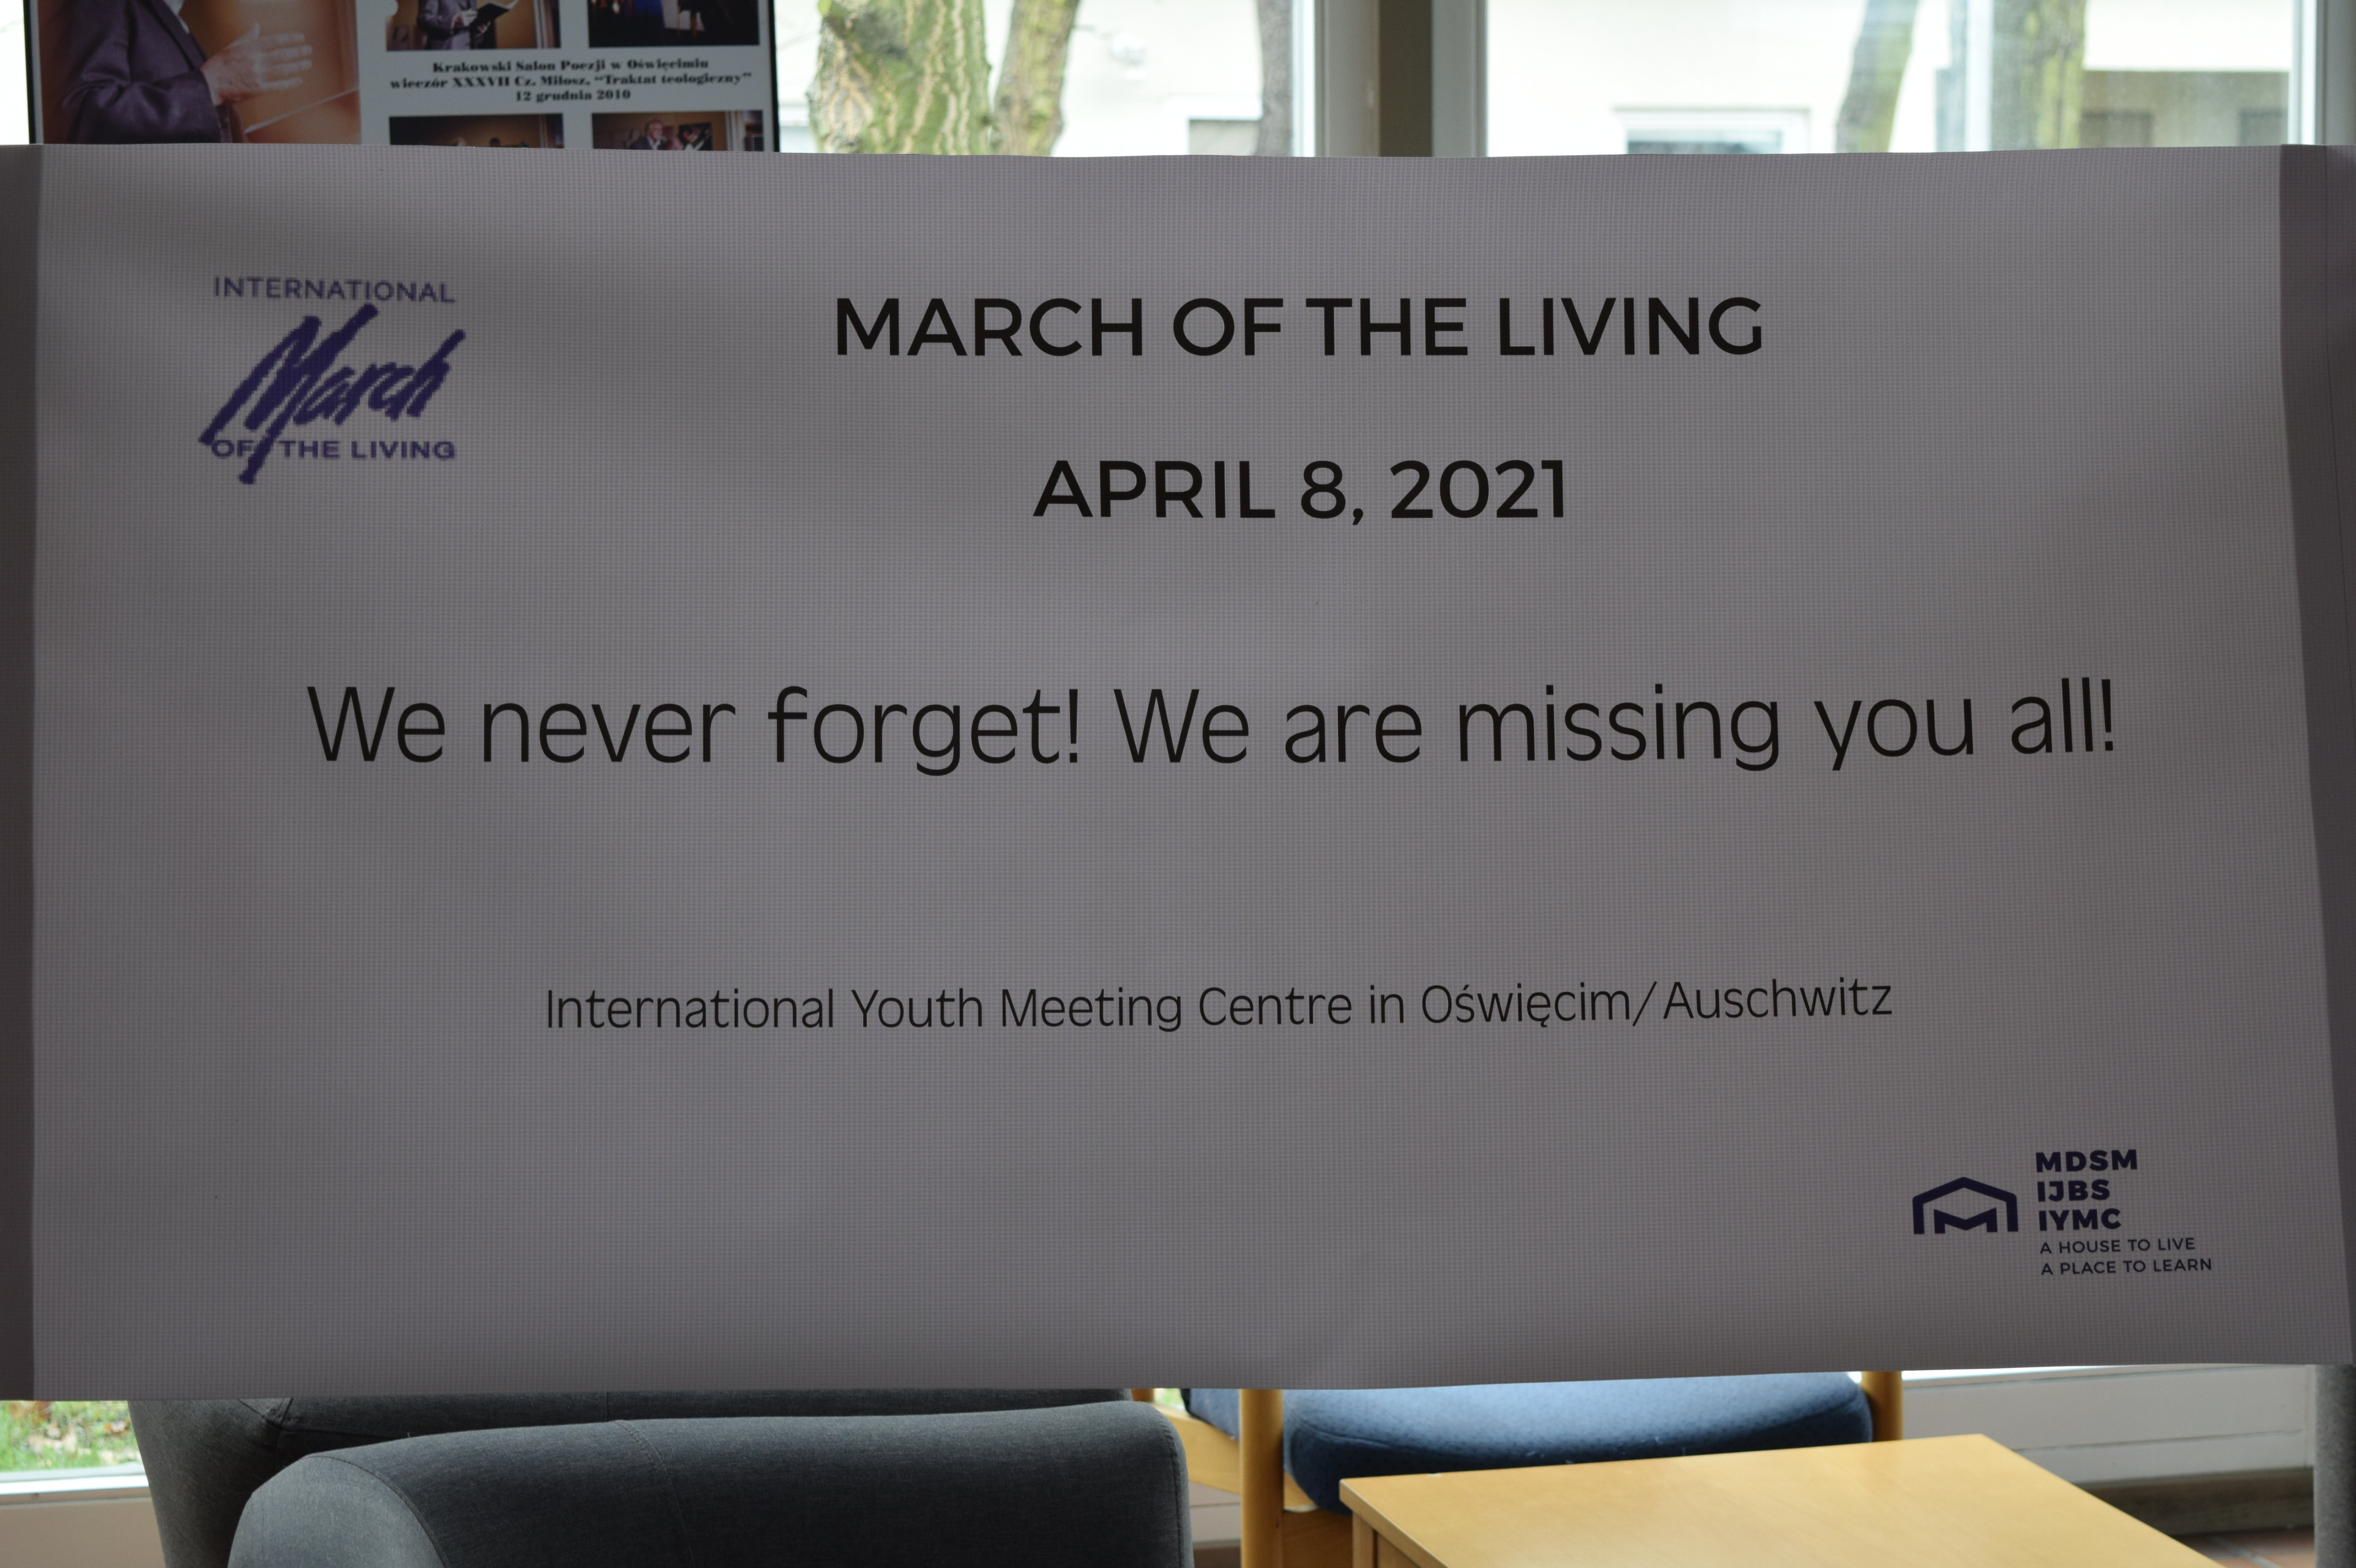 Krakowski Salon Poezji w Oświęcimiu
wieczór XXXVII Cz. Miłosz, "Traktat teologiczny"
12 grudnia 2010
INTERNATIONAL
March
OF THE LIVING
MARCH OF THE LIVING
APRIL 8, 2021
We never forget! We are missing you all!
International Youth Meeting Centre in Oświęcim/Auschwitz
MDSM
IJBS
IYMC
A HOUSE TO LIVE
A PLACE TO LEARN